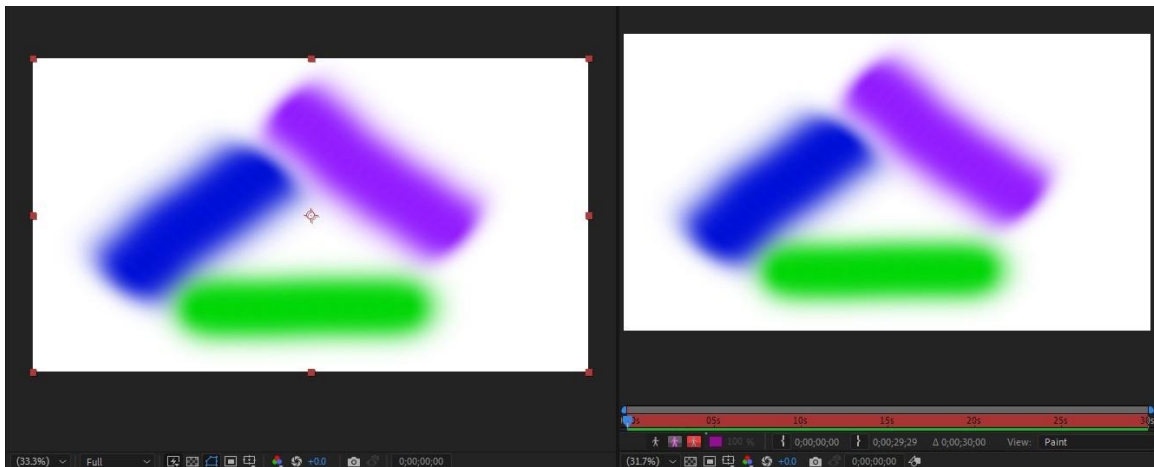 0s 05s 10s 15s 20s 25s 30s
100 % 0;00;00;00 0;00;29;29 Δ 0;00;30;00 View: Paint
(33.3%) Full +0.0 0;00;00;00
(31.7%) +0.0 0;00;00;00